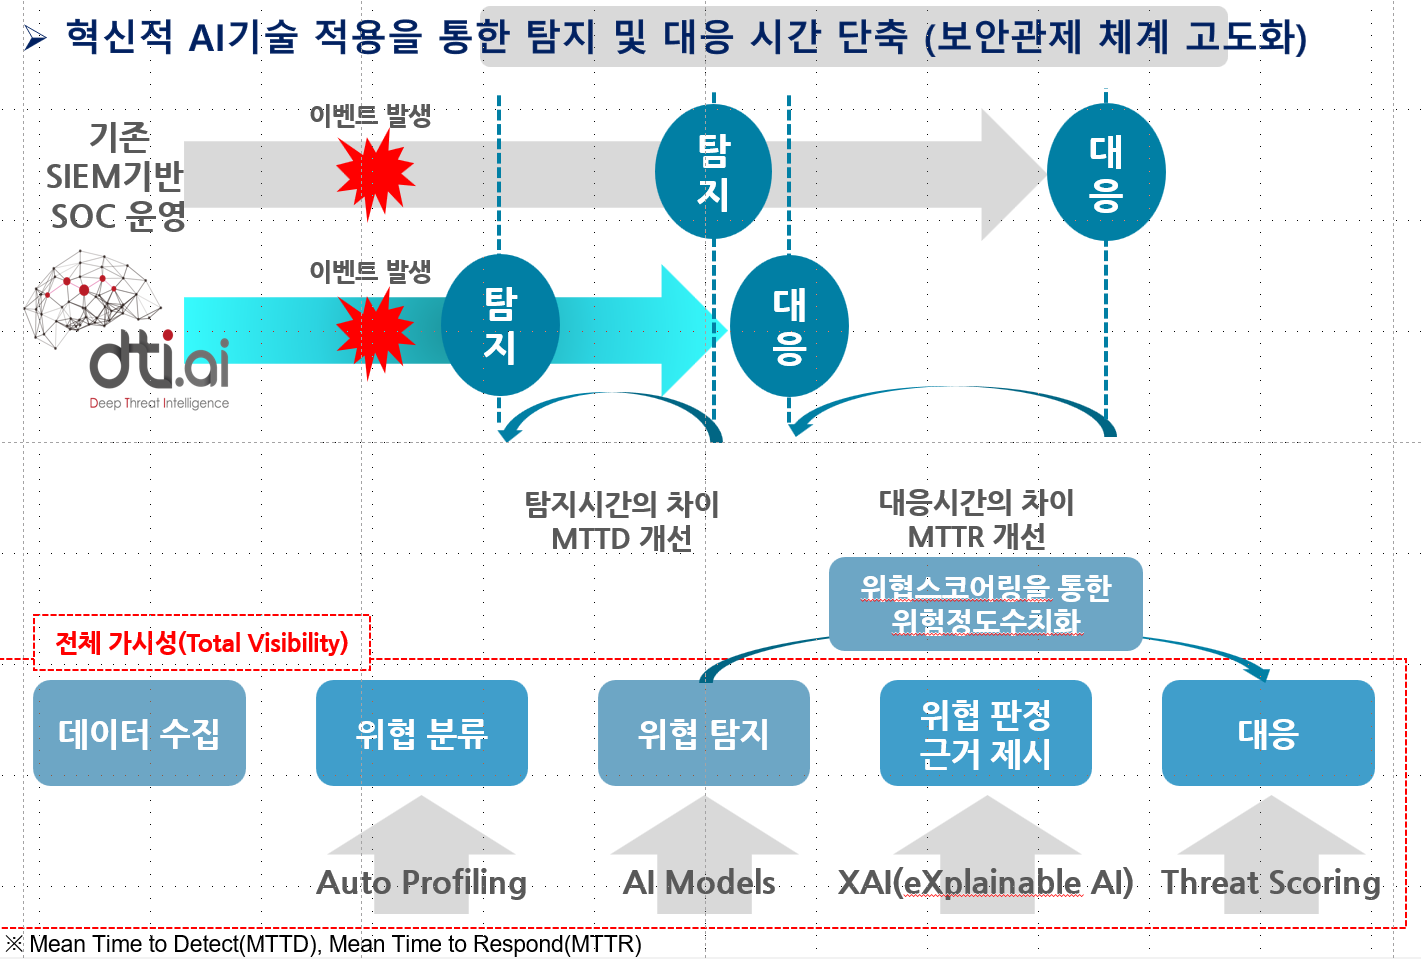 ➢ 혁신적 AI기술 적용을 통한 탐지 및 대응 시간 단축 (보안관제 체계 고도화)
이벤트 발생
기존
SIEM기반
SOC 운영
탐
지
대
응
이벤트 발생
탐
지
대
응
dti.ai
Deep Threat Intelligence
탐지시간의 차이
MTTD 개선
대응시간의 차이
MTTR 개선
위협스코어링을 통한
위험정도수치화
전체 가시성(Total Visibility)
데이터 수집
위협 분류
위협 탐지
위협 판정
근거 제시
대응
Auto Profiling
AI Models
XAI(eXplainable AI)
Threat Scoring
※ Mean Time to Detect(MTTD), Mean Time to Respond(MTTR)